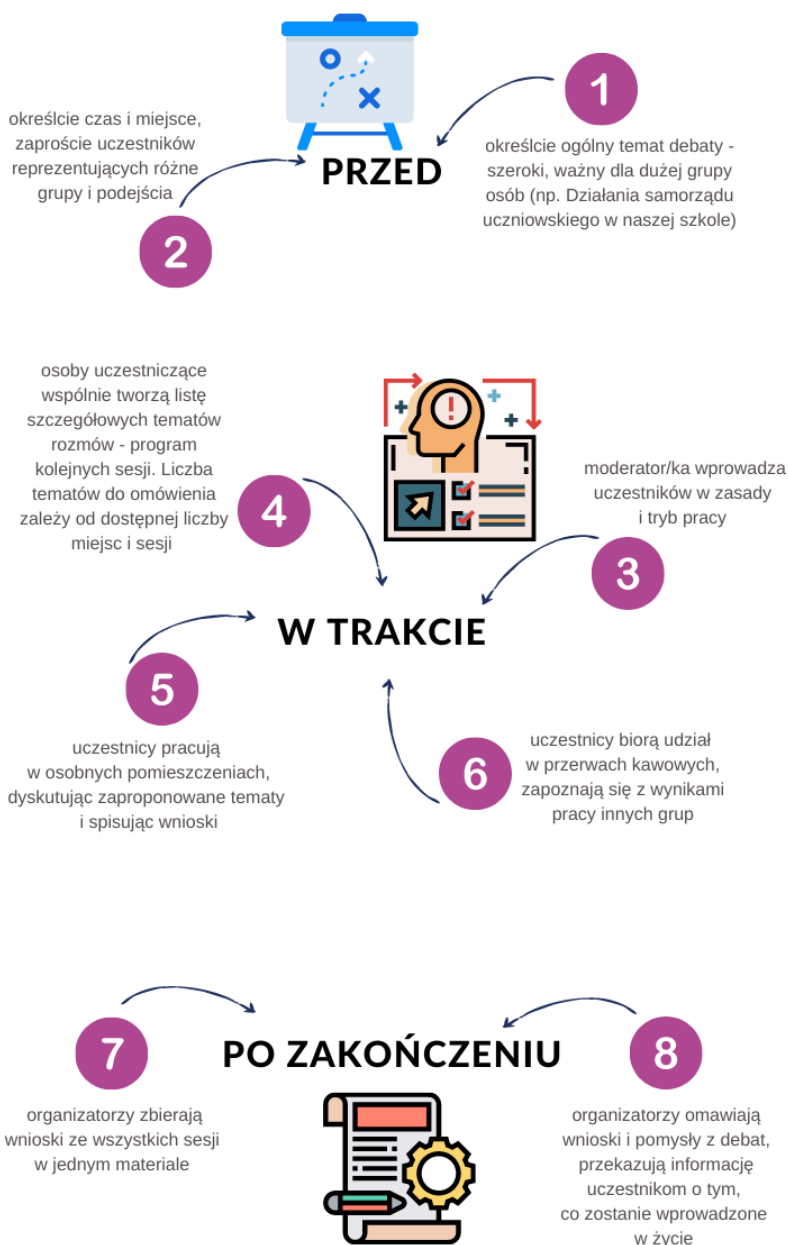 PRZED
1
określcie ogólny temat debaty -
szeroki, ważny dla dużej grupy
osób (np. Działania samorządu
uczniowskiego w naszej szkole)
określcie czas i miejsce,
zaproście uczestników
reprezentujących różne
grupy i podejścia
2
W TRAKCIE
moderator/ka wprowadza
uczestników w zasady
i tryb pracy
3
osoby uczestniczące
wspólnie tworzą listę
szczegółowych tematów
rozmów - program
kolejnych sesji. Liczba
tematów do omówienia
zależy od dostępnej liczby
miejsc i sesji
4
5
uczestnicy pracują
w osobnych pomieszczeniach,
dyskutując zaproponowane tematy
i spisując wnioski
6
uczestnicy biorą udział
w przerwach kawowych,
zapoznają się z wynikami
pracy innych grup
PO ZAKOŃCZENIU
7
organizatorzy zbierają
wnioski ze wszystkich sesji
w jednym materiale
8
organizatorzy omawiają
wnioski i pomysły z debat,
przekazują informację
uczestnikom o tym,
co zostanie wprowadzone
w życie